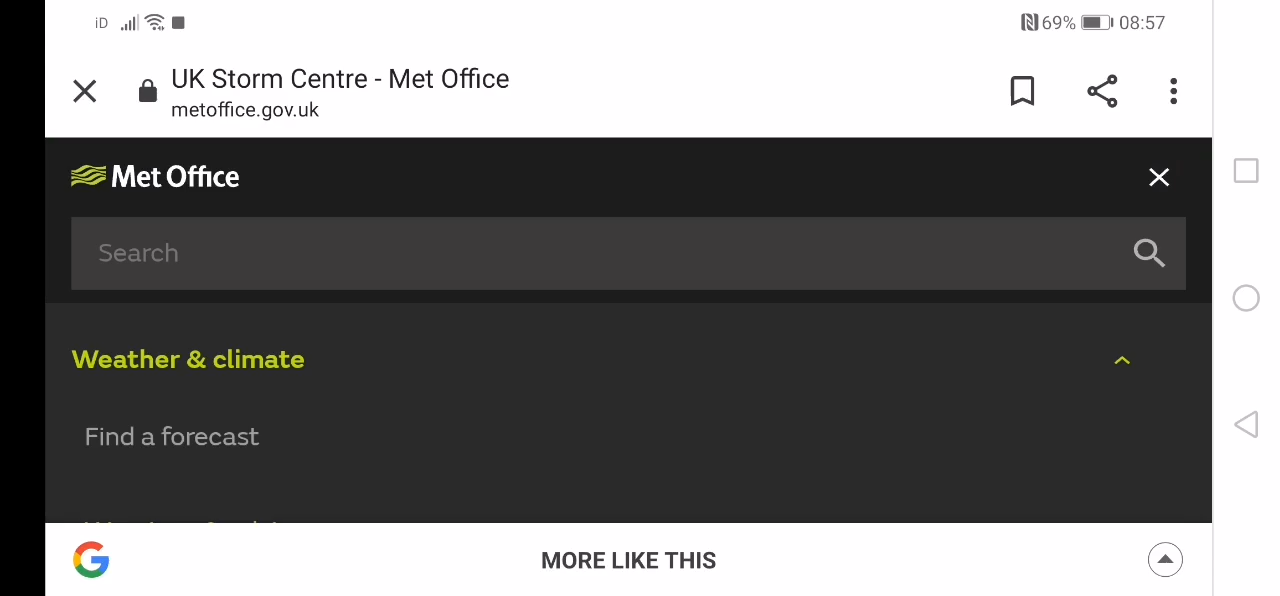 iD 69% 08:57
UK Storm Centre - Met Office
metoffice.gov.uk
Met Office
Search
Weather & climate
Find a forecast
MORE LIKE THIS